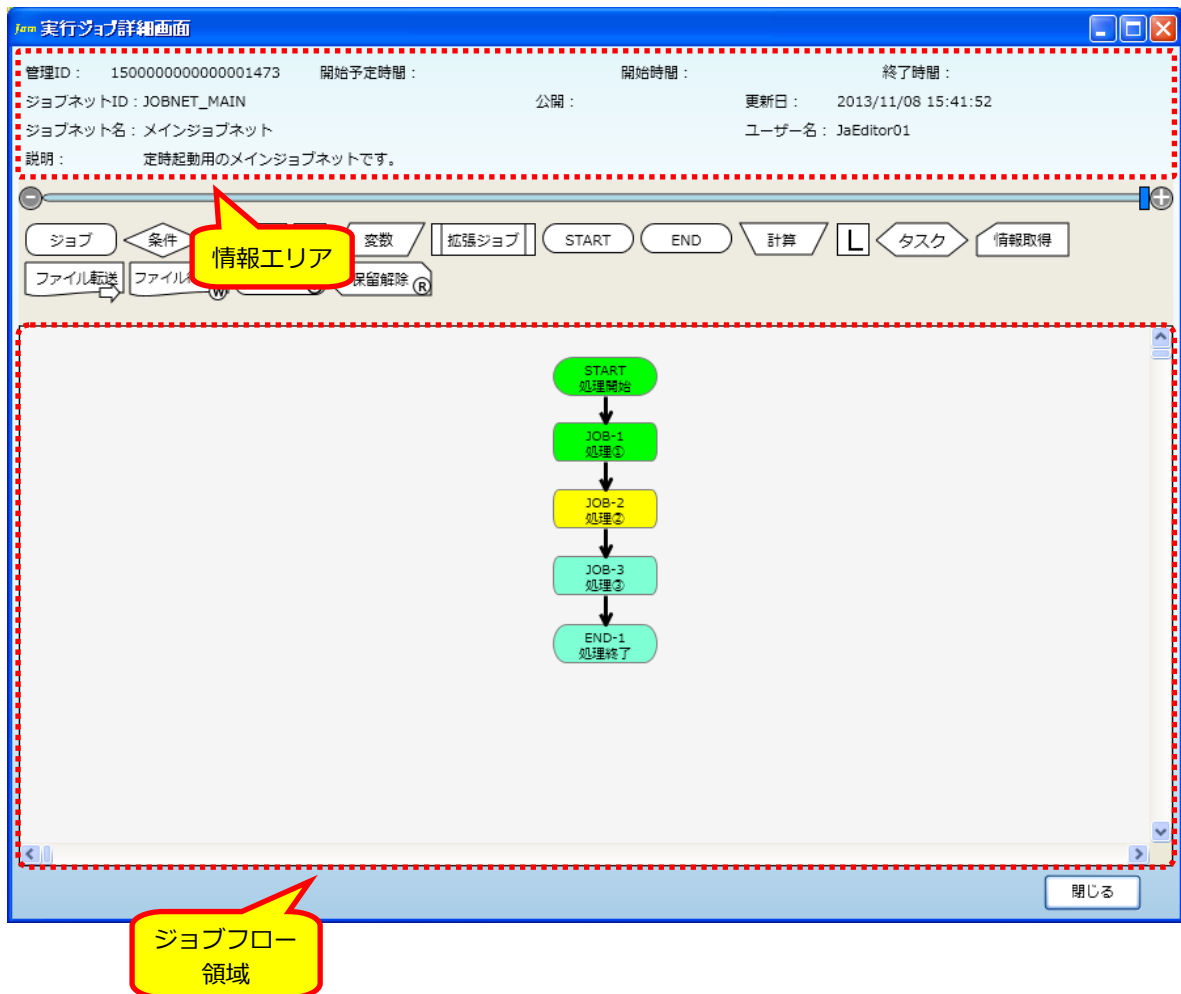 Jam 実行ジョブ詳細画面
管理ID： 1500000000000001473 開始予定時間： 開始時間： 終了時間：
ジョブネットID：JOBNET_MAIN 公開： 更新日： 2013/11/08 15:41:52
ジョブネット名：メインジョブネット ユーザー名： JaEditor01
説明： 定時起動用のメインジョブネットです。
ジョブ 条件 変数 拡張ジョブ START END 計算 L タスク 情報取得
情報エリア
ファイル転送 ファイル W 保留解除 R
START
処理開始
JOB-1
処理①
JOB-2
処理②
JOB-3
処理③
END-1
処理終了
閉じる
ジョブフロー
領域